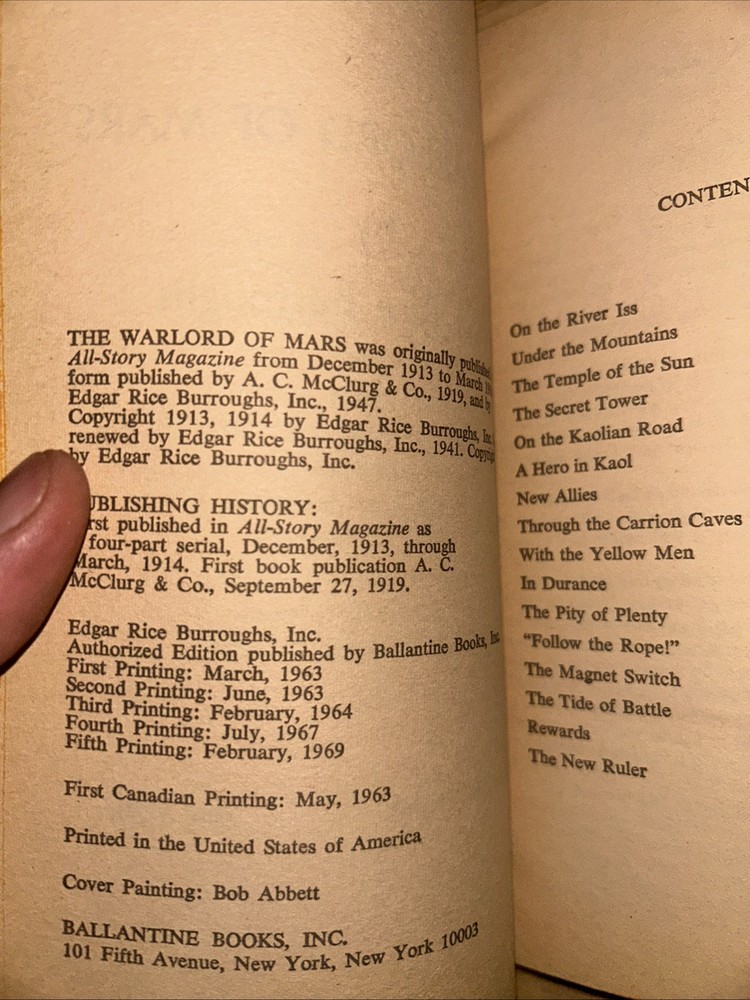 THE WARLORD OF MARS was originally published
All-Story Magazine from December 1913 to March
form published by A. C. McClurg & Co., 1919, and by
Edgar Rice Burroughs, Inc., 1947.
Copyright 1913, 1914 by Edgar Rice Burroughs, Inc.
renewed by Edgar Rice Burroughs, Inc., 1941.
by Edgar Rice Burroughs, Inc.
UBLISHING HISTORY:
rst published in All-Story Magazine as
four-part serial, December, 1913, through
March, 1914. First book publication A. C.
McClurg & Co., September 27, 1919.
Edgar Rice Burroughs, Inc.
Authorized Edition published by Ballantine Books, Inc.
First Printing: March, 1963
Second Printing: June, 1963
Third Printing: February, 1964
Fourth Printing: July, 1967
Fifth Printing: February, 1969
First Canadian Printing: May, 1963
Printed in the United States of America
Cover Painting: Bob Abbett
BALLANTINE BOOKS, INC.
101 Fifth Avenue, New York, New York 10003
CONTEN
On the River Iss
Under the Mountains
The Temple of the Sun
The Secret Tower
On the Kaolian Road
A Hero in Kaol
New Allies
Through the Carrion Caves
With the Yellow Men
In Durance
The Pity of Plenty
“Follow the Rope!”
The Magnet Switch
The Tide of Battle
Rewards
The New Ruler